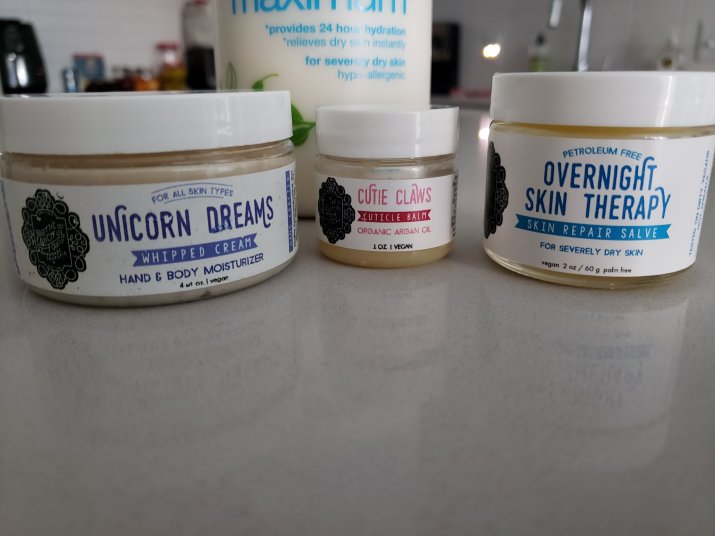 maximum
*provides 24 hour hydration
*relieves dry skin instantly
for severely dry skin
hypo-allergenic
FOR ALL SKIN TYPES
UNICORN DREAMS
WHIPPED CREAM
HAND & BODY MOISTURIZER
4 wt oz. | vegan
CUTIE CLAWS
CUTICLE BALM
ORGANIC ARGAN OIL
1 OZ | VEGAN
PETROLEUM FREE
OVERNIGHT
SKIN THERAPY
SKIN REPAIR SALVE
FOR SEVERELY DRY SKIN
vegan 2 oz / 60 g palm free